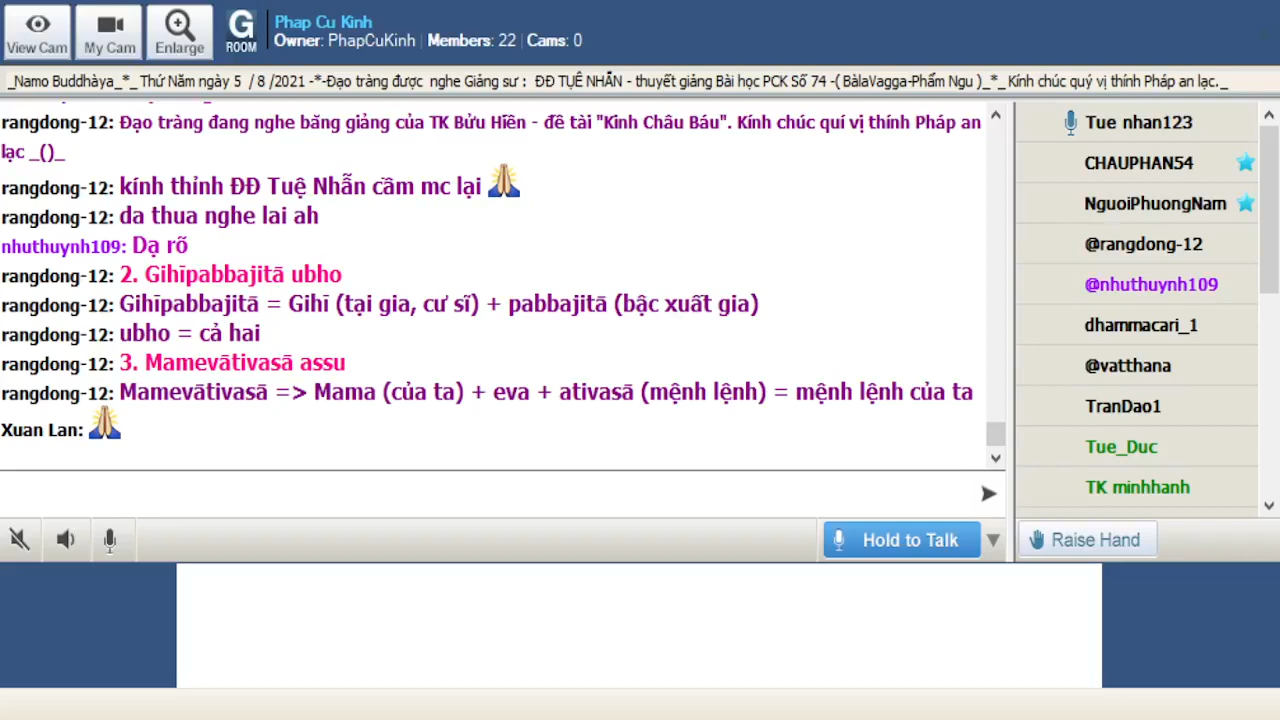 View Cam
My Cam
Enlarge
G
ROOM
Phap Cu Kinh
Owner: PhapCuKinh | Members: 22 | Cams: 0
_Namo Buddhàya_*_ Thứ Năm ngày 5 / 8 /2021 -*-Đạo tràng được nghe Giảng sư : ĐĐ TUỆ NHẪN - thuyết giảng Bài học PCK Số 74 -( BàlaVagga-Phẩm Ngu )_*_ Kính chúc quý vị thính Pháp an lạc._
rangdong-12: Đạo tràng đang nghe băng giảng của TK Bửu Hiền - đề tài "Kinh Châu Báu". Kính chúc quí vị thính Pháp an
lạc _()_
rangdong-12: kính thỉnh ĐĐ Tuệ Nhẫn cầm mc lại
rangdong-12: da thua nghe lai ah
nhuthuynh109: Dạ rõ
rangdong-12: 2. Gihīpabbajitā ubho
rangdong-12: Gihīpabbajitā = Gihī (tại gia, cư sĩ) + pabbajitā (bậc xuất gia)
rangdong-12: ubho = cả hai
rangdong-12: 3. Mamevātivasā assu
rangdong-12: Mamevātivasā => Mama (của ta) + eva + ativasā (mệnh lệnh) = mệnh lệnh của ta
Xuan Lan:
Tue nhan123
CHAUPHAN54
NguoiPhuongNam
@rangdong-12
@nhuthuynh109
dhammacari_1
@vatthana
TranDao1
Tue_Duc
TK minhhanh
Hold to Talk
Raise Hand